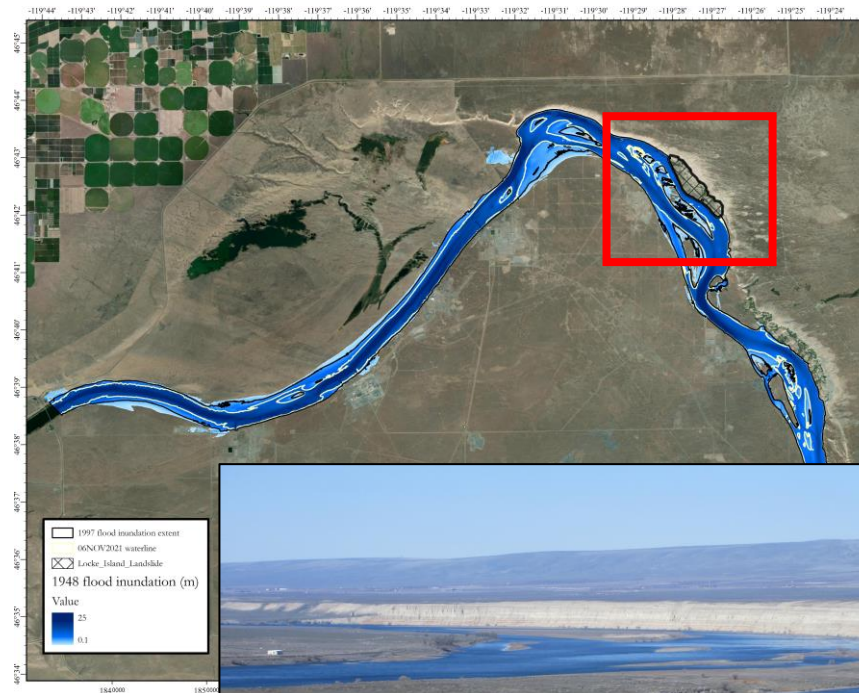 -119°44' -119°43' -119°42' -119°41' -119°40' -119°39' -119°38' -119°37' -119°36' -119°35' -119°34' -119°33' -119°32' -119°31' -119°30' -119°29' -119°28' -119°27' -119°26' -119°25' -119°24'
46°45'
46°44'
46°43'
46°42'
46°41'
46°40'
46°39'
46°38'
46°37'
46°36'
46°35'
46°34'
1997 flood inundation extent
06NOV2021 waterline
Locke_Island_Landslide
1948 flood inundation (m)
Value
25
0.1
1840000 1850000